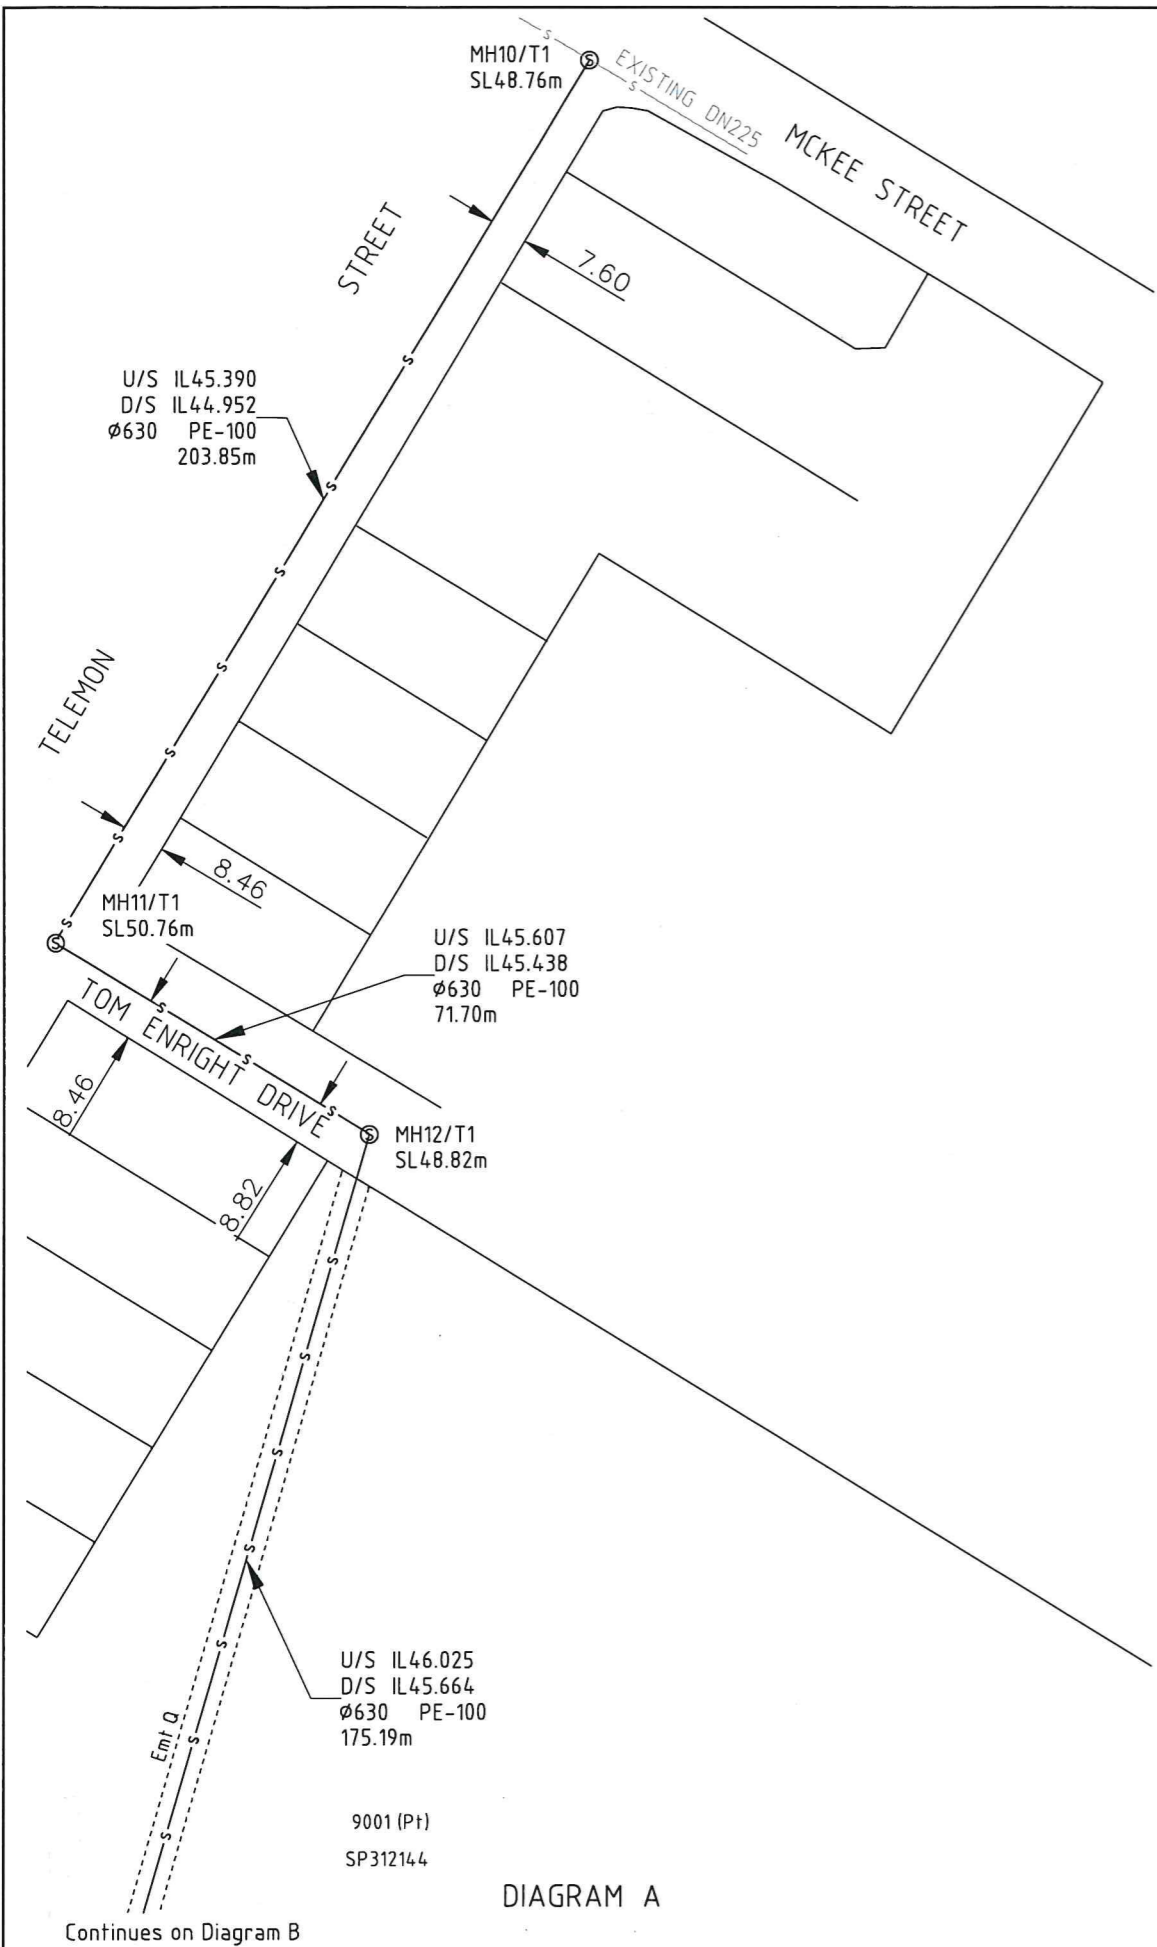 MH10/T1
SL48.76m
S
S
EXISTING DN225
S
MCKEE STREET
STREET
7.60
S
U/S IL45.390
D/S IL44.952
Ø630 PE-100
203.85m
S
S
TELEMON
S
S
S
8.46
MH11/T1
SL50.76m
S
S
U/S IL45.607
D/S IL45.438
Ø630 PE-100
71.70m
S
TOM ENRIGHT DRIVE
S
S
8.46
S
MH12/T1
SL48.82m
8.82
S
S
S
S
S
U/S IL46.025
D/S IL45.664
Ø630 PE-100
175.19m
Emt Q
S
S
9001 (Pt)
SP312144
DIAGRAM A
Continues on Diagram B